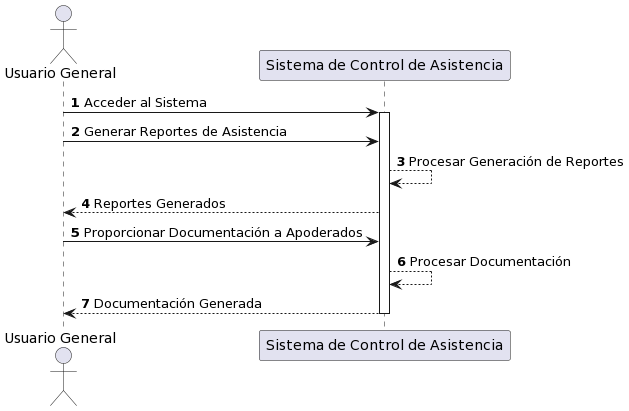 Usuario General
Sistema de Control de Asistencia
1 Acceder al Sistema
2 Generar Reportes de Asistencia
3 Procesar Generación de Reportes
4 Reportes Generados
5 Proporcionar Documentación a Apoderados
6 Procesar Documentación
7 Documentación Generada
Usuario General
Sistema de Control de Asistencia